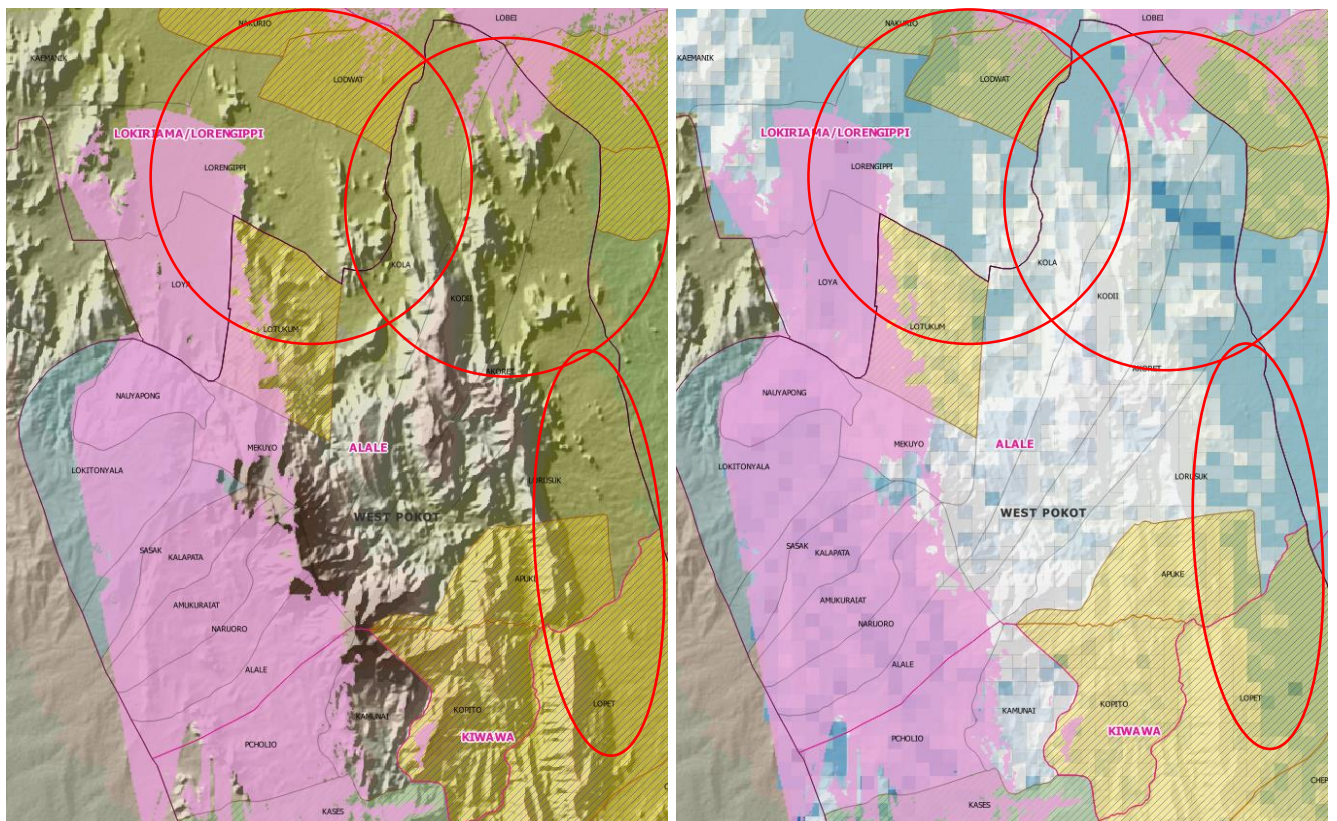 LOBEI
NAKURIO
KAEMANIK
LODWAT
LOKIRIAMA/LORENGIPPI
LORENGIPPI
KOLA
LOYA
KODII
LOTUKUM
AKORET
NAUYAPONG
MEKUYO
ALALE
LOKITONYALA
LORUSUK
WEST POKOT
SASAK
KALAPATA
APUKE
AMUKURAIAT
NARUORO
ALALE
LOPET
KAMUNAI
KOPITO
KIWAWA
PCHOLIO
KASES
LOBEI
NAKURIO
KAEMANIK
LODWAT
LOKIRIAMA/LORENGIPPI
LORENGIPPI
KOLA
LOYA
KODII
LOTUKUM
AKORET
NAUYAPONG
MEKUYO
ALALE
LOKITONYALA
LORUSUK
WEST POKOT
SASAK
KALAPATA
APUKE
AMUKURAIAT
NARUORO
ALALE
LOPET
KAMUNAI
KOPITO
KIWAWA
PCHOLIO
CHEP
KASES